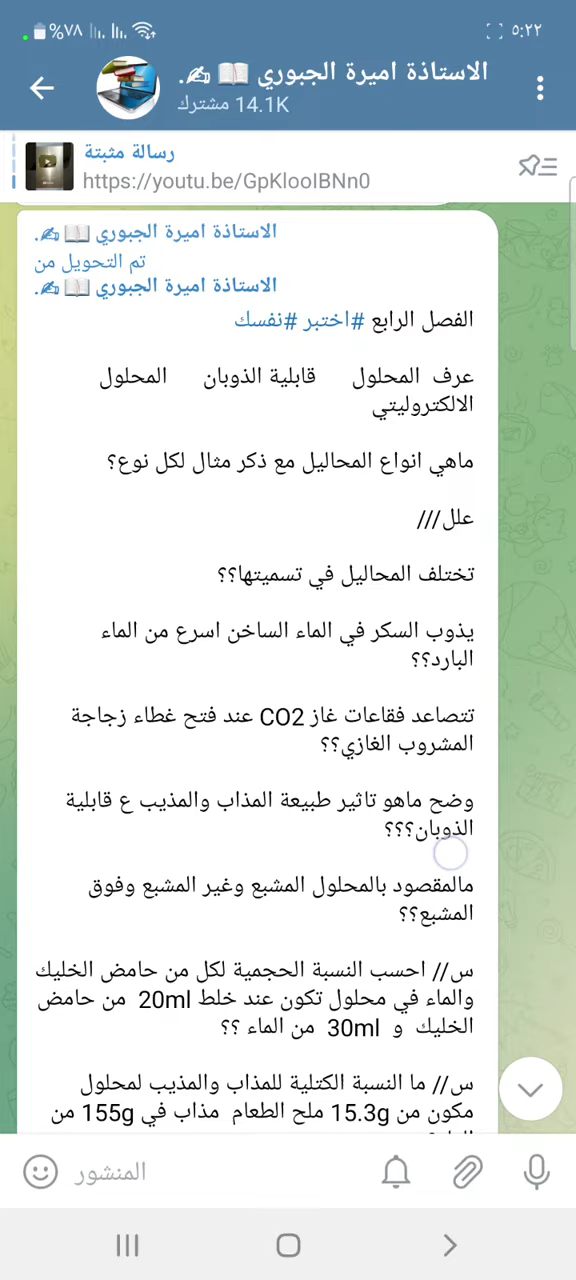 %٧٨
٥:٢٢
الاستاذة اميرة الجبوري 📖✍️.
14.1K مشترك
رسالة مثبتة
https://youtu.be/GpKlooIBNn0
الاستاذة اميرة الجبوري 📖✍️.
تم التحويل من
الاستاذة اميرة الجبوري 📖✍️.
الفصل الرابع #اختبر #نفسك
عرف المحلول قابلية الذوبان المحلول
الالكتروليتي
ماهي انواع المحاليل مع ذكر مثال لكل نوع؟
علل///
تختلف المحاليل في تسميتها؟؟
يذوب السكر في الماء الساخن اسرع من الماء
البارد؟؟
تتصاعد فقاعات غاز CO2 عند فتح غطاء زجاجة
المشروب الغازي؟؟
وضح ماهو تاثير طبيعة المذاب والمذيب ع قابلية
الذوبان؟؟؟
مالمقصود بالمحلول المشبع وغير المشبع وفوق
المشبع؟؟
س// احسب النسبة الحجمية لكل من حامض الخليك
والماء في محلول تكون عند خلط 20ml من حامض
الخليك و 30ml من الماء ؟؟
س// ما النسبة الكتلية للمذاب والمذيب لمحلول
مكون من 15.3g ملح الطعام مذاب في 155g من
المنشور